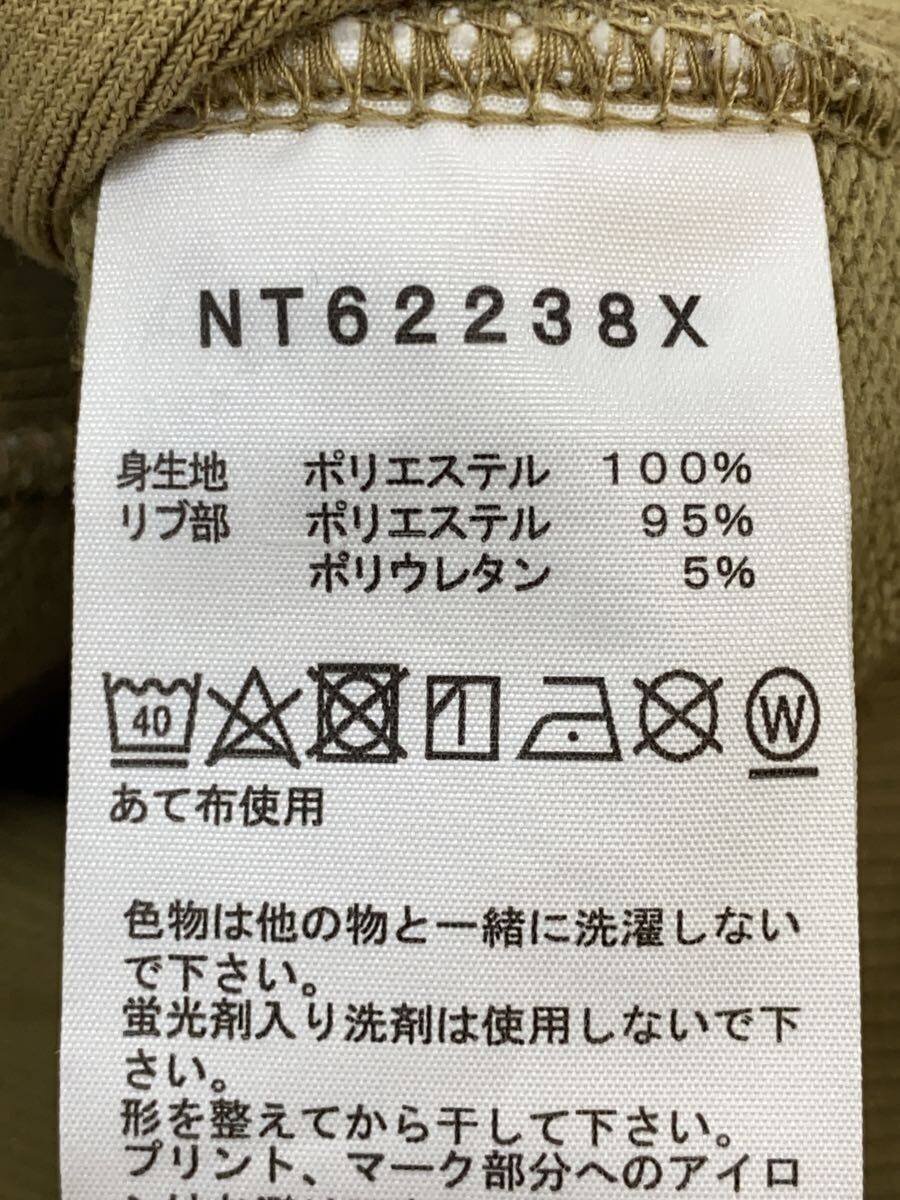 NT62238X
身生地 ポリエステル 100%
リブ部 ポリエステル 95%
ポリウレタン 5%
40 W
あて布使用
色物は他の物と一緒に洗濯しない
で下さい。
蛍光剤入り洗剤は使用しないで下
さい。
形を整えてから干して下さい。
プリント、マーク部分へのアイロ